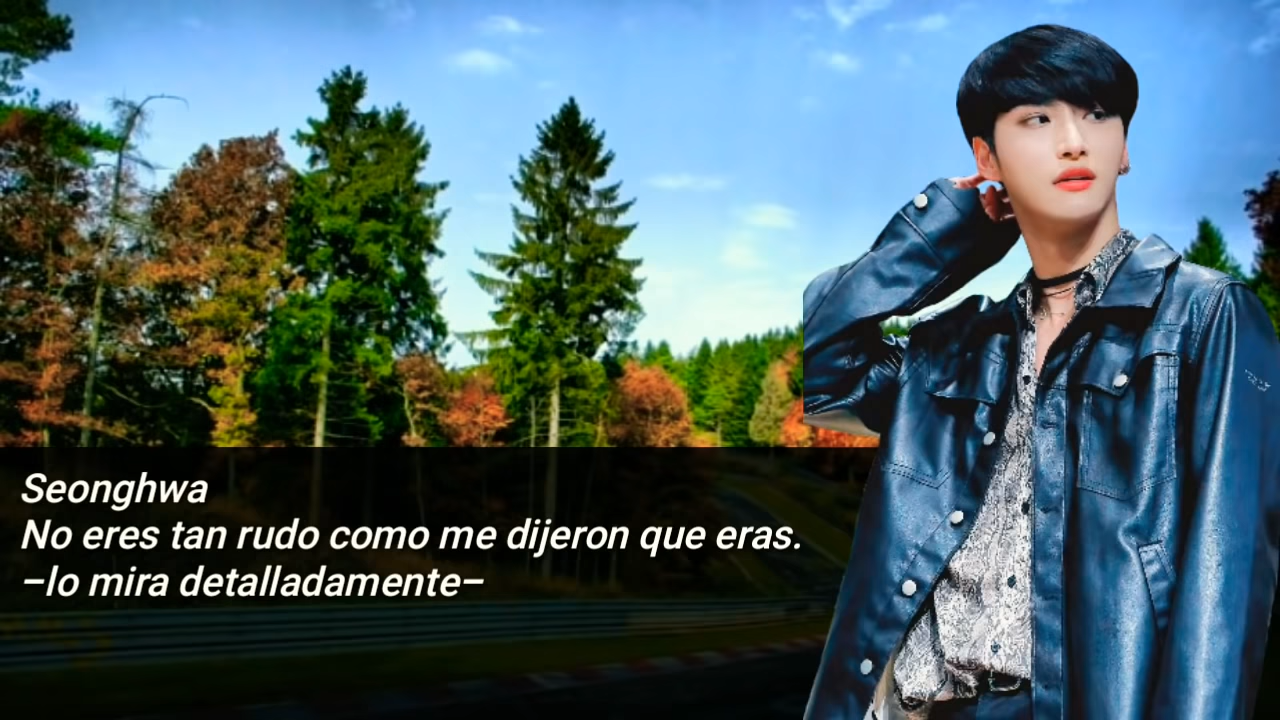 Seonghwa
No eres tan rudo como me dijeron que eras.
–lo mira detalladamente–